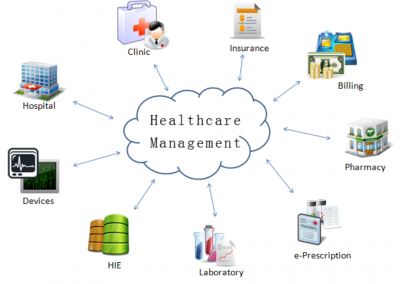 Clinic
Insurance
Billing
Hospital
Healthcare
Management
Pharmacy
Devices
HIE
Laboratory
e-Prescription